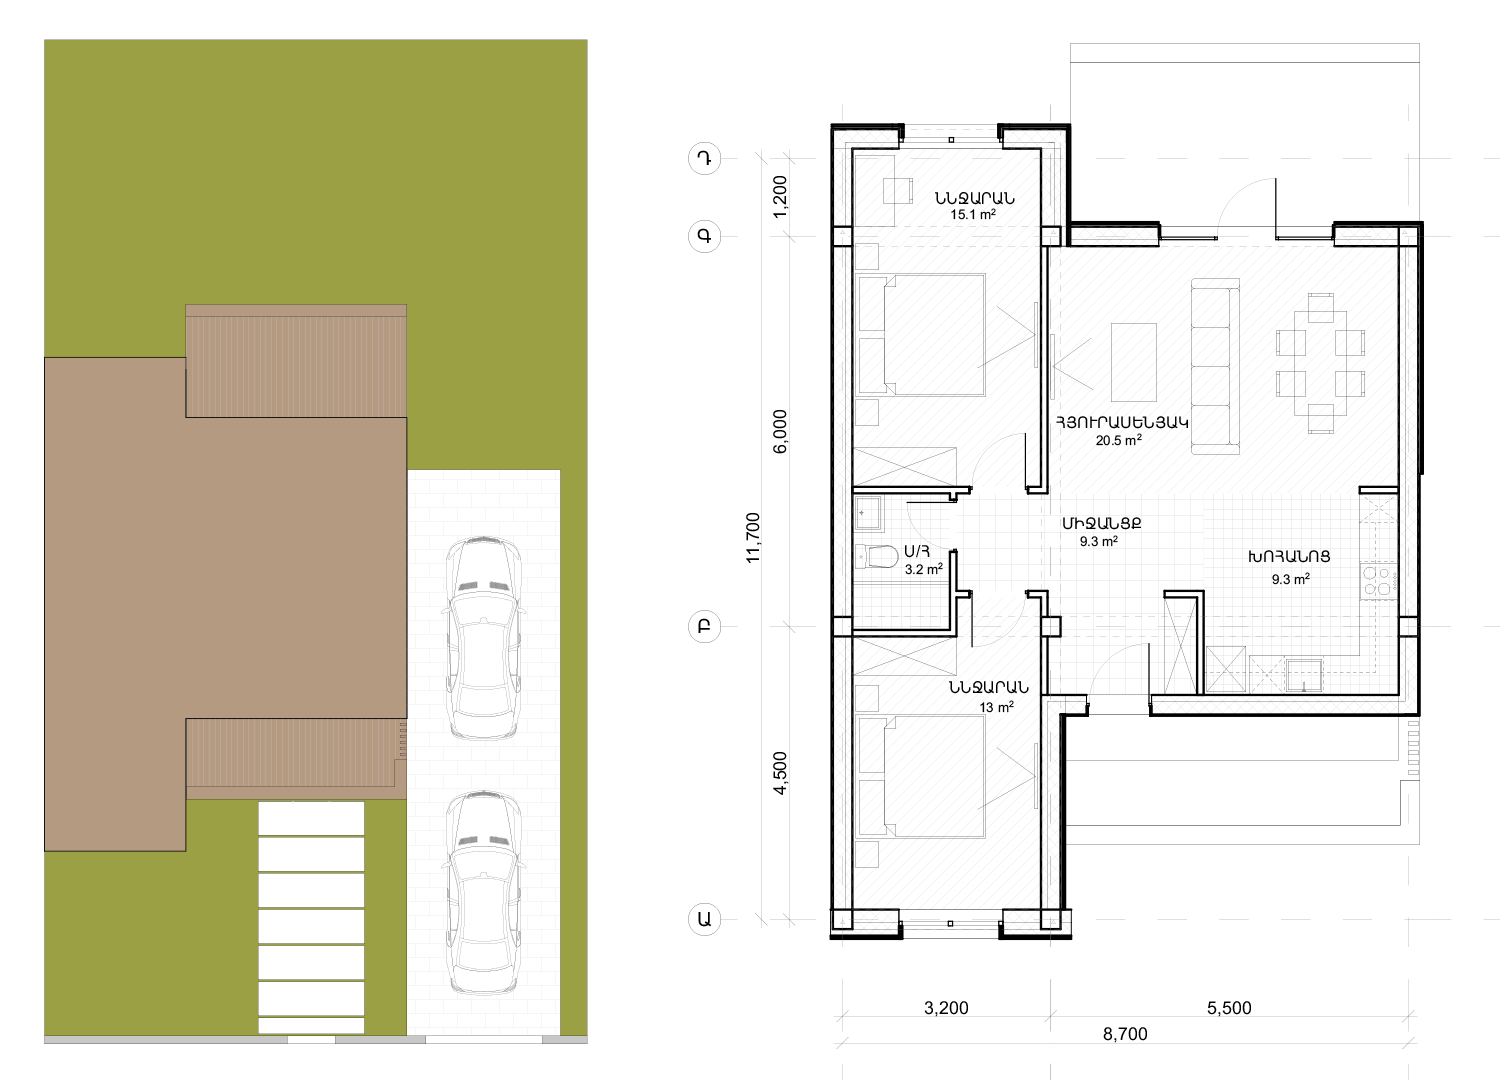 Դ
Գ
Բ
Ա
1,200
6,000
4,500
11,700
ՆՆՋԱՐԱՆ
15.1 m²
ՀՅՈՒՐԱՍԵՆՅԱԿ
20.5 m²
ՄԻՋԱՆՑՔ
9.3 m²
Ս/Հ
3.2 m²
ԽՈՀԱՆՈՑ
9.3 m²
ՆՆՋԱՐԱՆ
13 m²
3,200
5,500
8,700